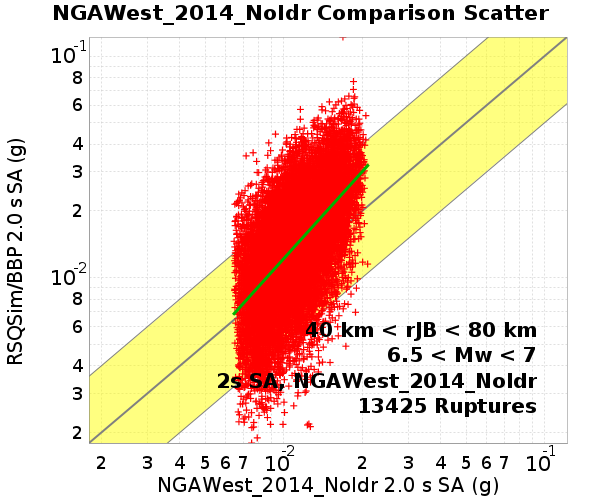 NGAWest_2014_NoIdr Comparison Scatter
10-1
8
6
4
3
2
10-2
8
6
4
3
2
RSQSim/BBP 2.0 s SA (g)
40 km < rJB < 80 km
6.5 < Mw < 7
2s SA, NGAWest_2014_NoIdr
13425 Ruptures
2 3 4 5 6 7 10-2 2 3 4 5 6 7 10-1
NGAWest_2014_NoIdr 2.0 s SA (g)